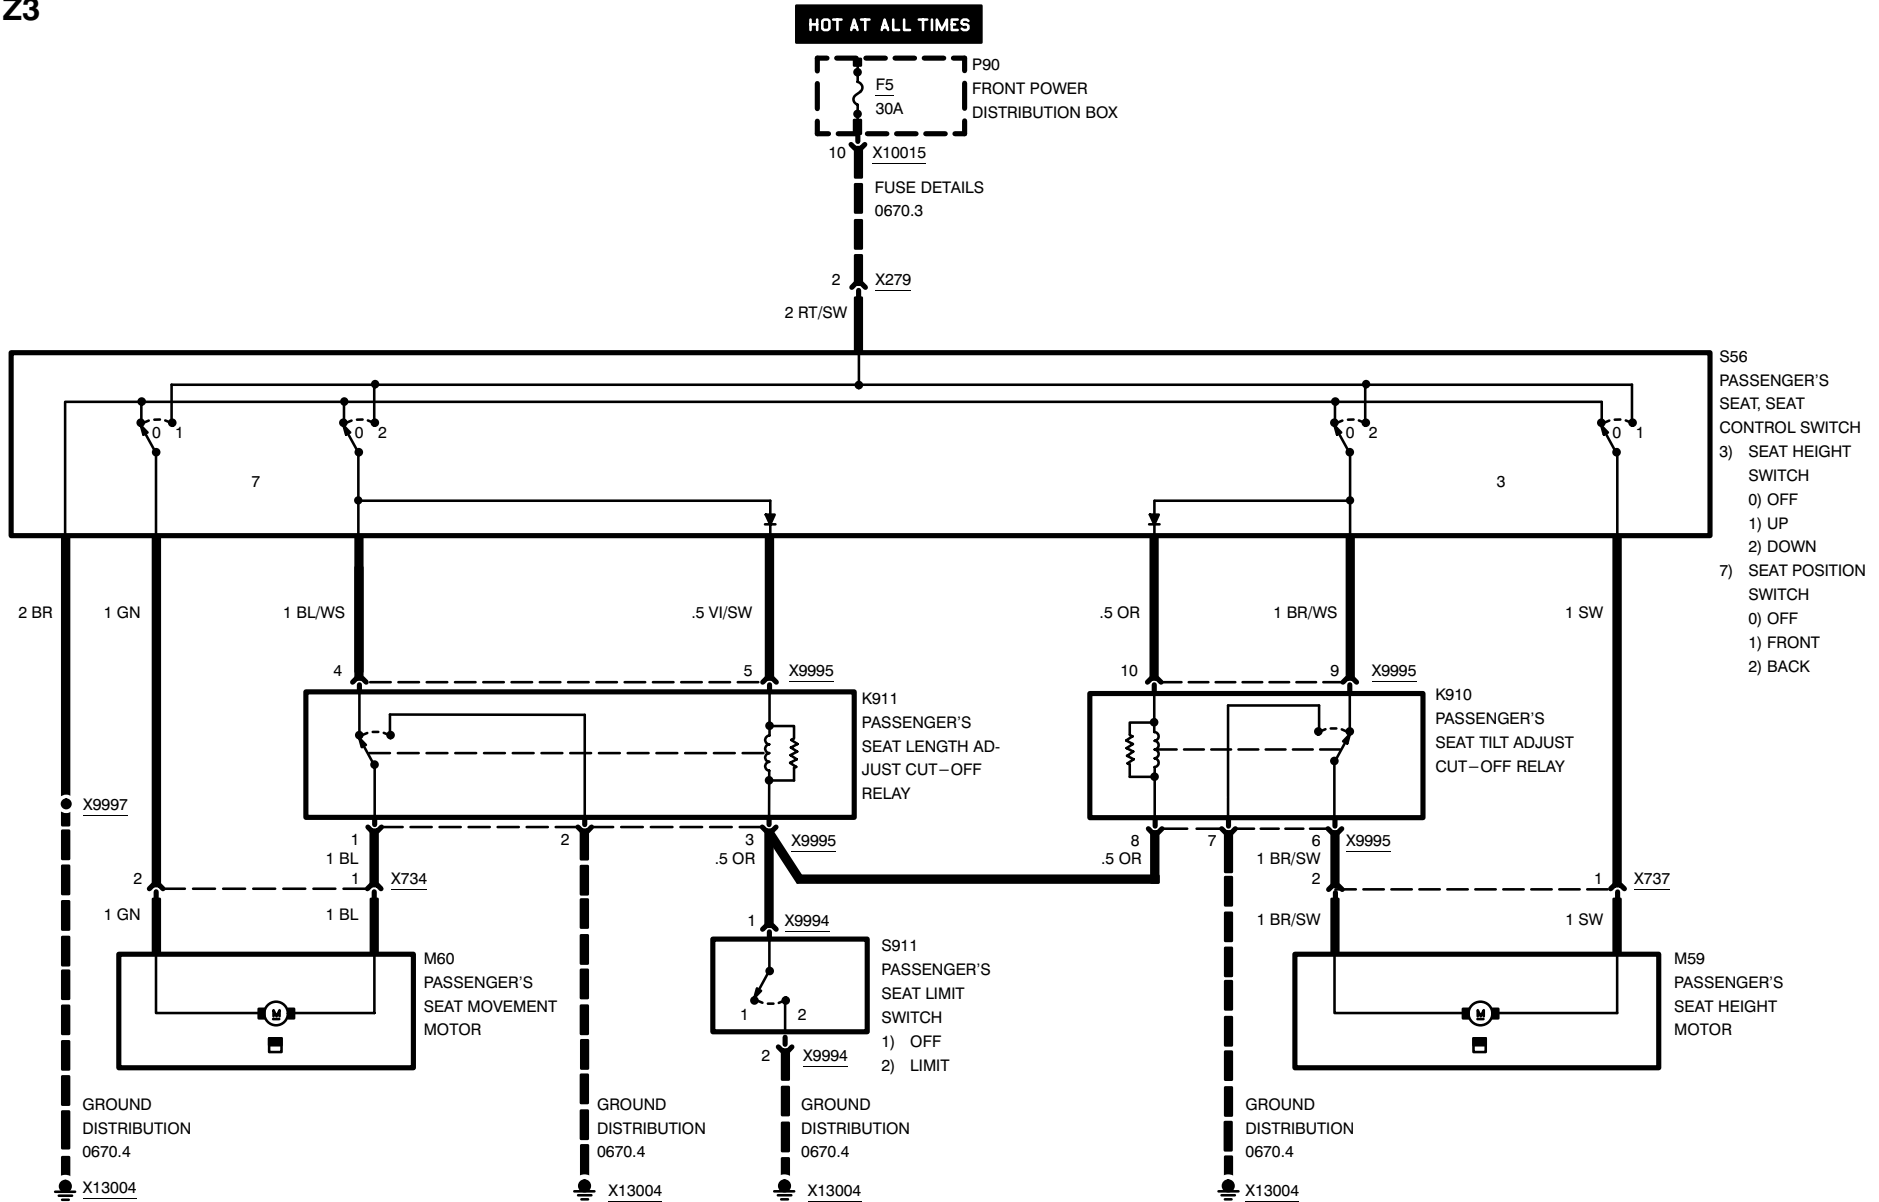 Z3
HOT AT ALL TIMES
P90
FRONT POWER
DISTRIBUTION BOX
F5
30A
10 X10015
FUSE DETAILS
0670.3
2 X279
2 RT/SW
S56
PASSENGER'S
SEAT, SEAT
CONTROL SWITCH
3) SEAT HEIGHT
SWITCH
0) OFF
1) UP
2) DOWN
7) SEAT POSITION
SWITCH
0) OFF
1) FRONT
2) BACK
0 1 0 2 0 2 0 1
7 3
2 BR 1 GN 1 BL/WS .5 VI/SW .5 OR 1 BR/WS 1 SW
4 5 X9995 10 9 X9995
K911
PASSENGER'S
SEAT LENGTH AD-
JUST CUT−OFF
RELAY
K910
PASSENGER'S
SEAT TILT ADJUST
CUT−OFF RELAY
X9997
1 2 3 X9995 8 7 6 X9995
1 BL .5 OR .5 OR 1 BR/SW
2 1 X734 2 1 X737
1 GN 1 BL 1 BR/SW 1 SW
1 X9994
M60
PASSENGER'S
SEAT MOVEMENT
MOTOR
M
S911
PASSENGER'S
SEAT LIMIT
SWITCH
1) OFF
2) LIMIT
1 2
2 X9994
M59
PASSENGER'S
SEAT HEIGHT
MOTOR
M
GROUND
DISTRIBUTION
0670.4
X13004
GROUND
DISTRIBUTION
0670.4
X13004
GROUND
DISTRIBUTION
0670.4
X13004
GROUND
DISTRIBUTION
0670.4
X13004